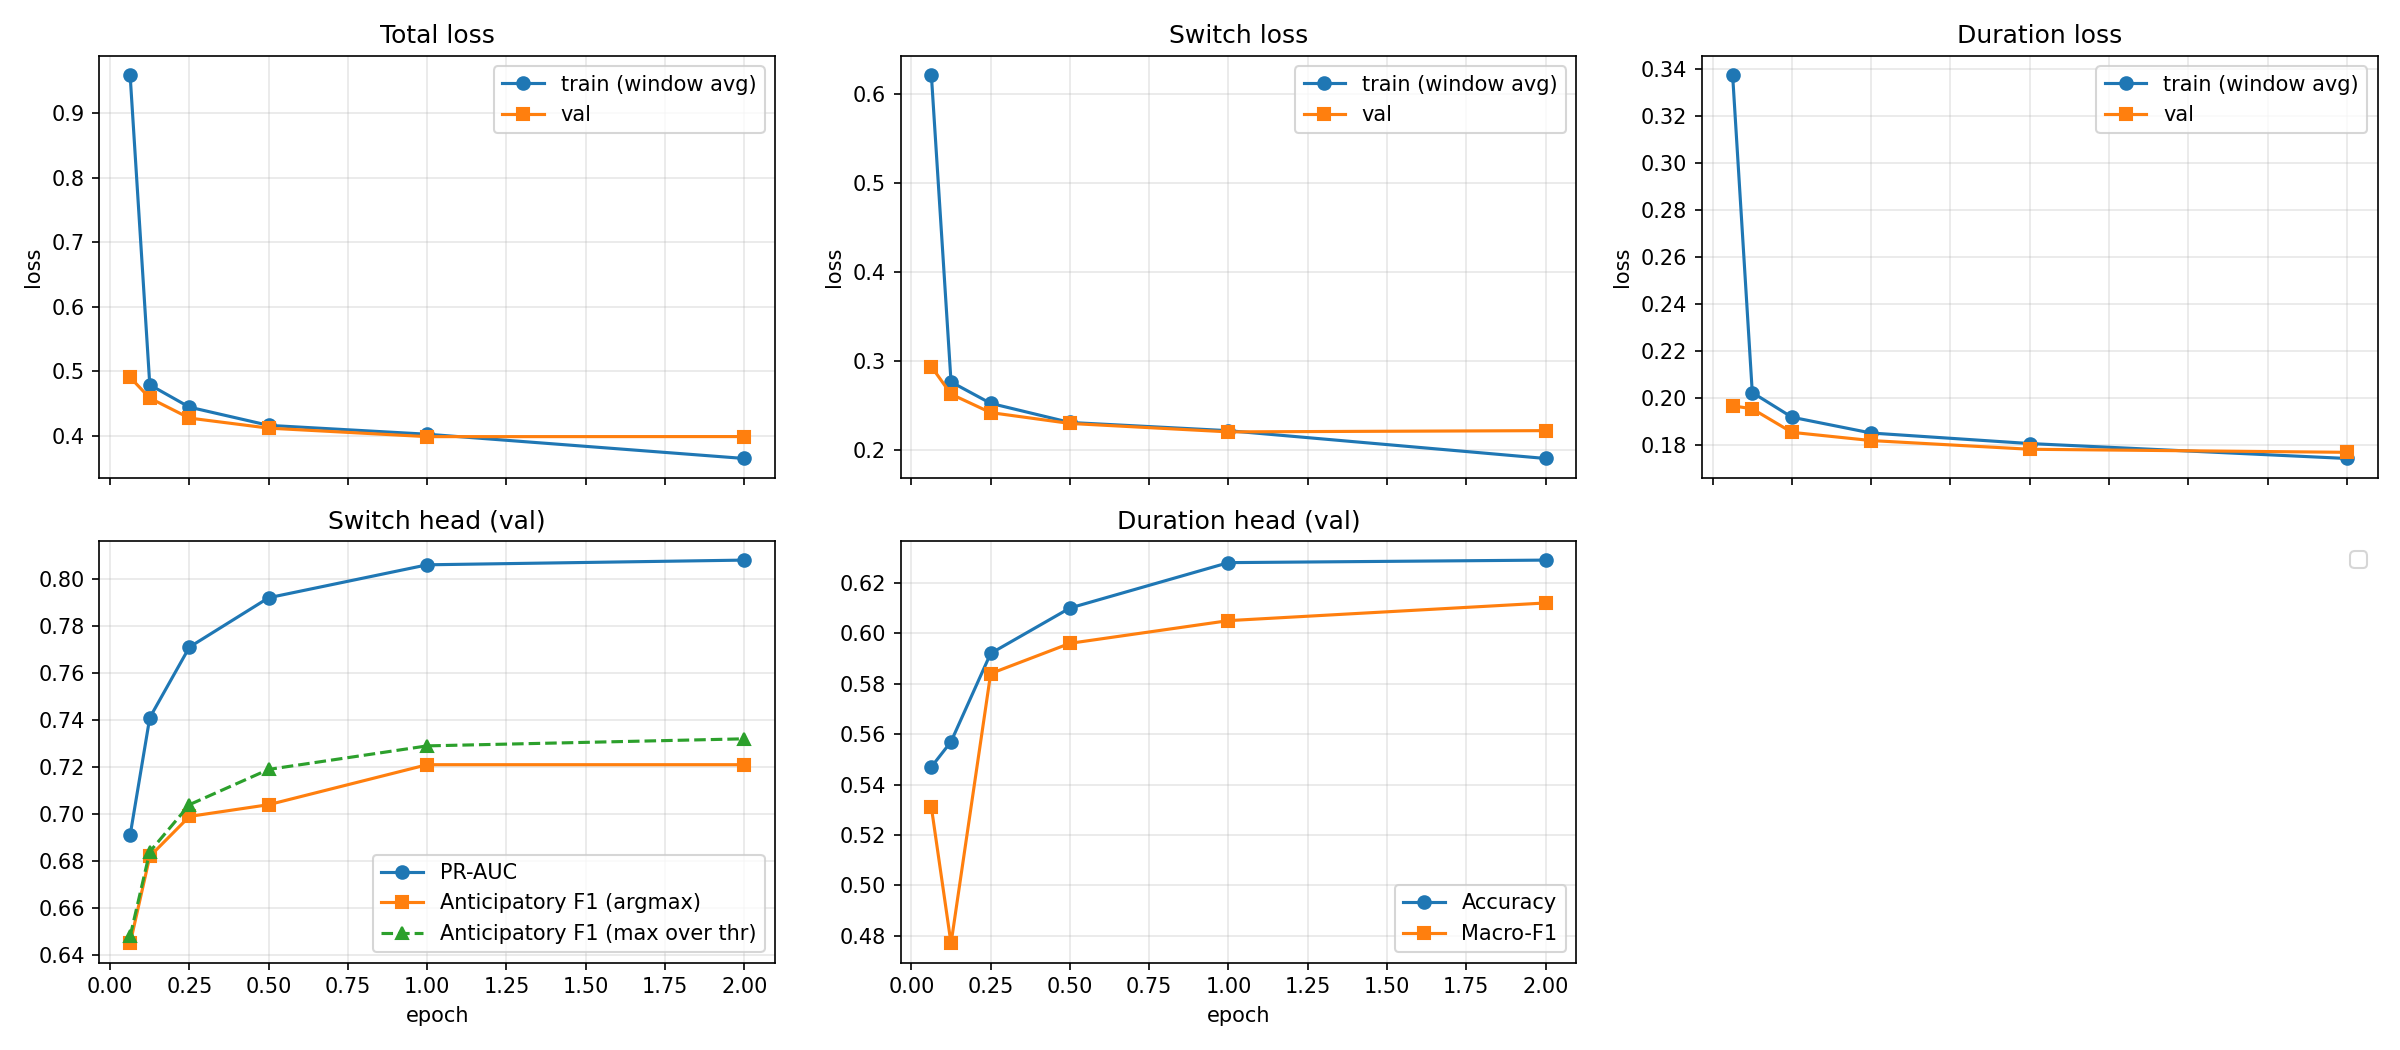 Total loss
Switch loss
Duration loss
train (window avg)
val
0.9
0.8
0.7
0.6
0.5
0.4
loss
train (window avg)
val
0.6
0.5
0.4
0.3
0.2
loss
train (window avg)
val
0.34
0.32
0.30
0.28
0.26
0.24
0.22
0.20
0.18
loss
Switch head (val)
0.80
0.78
0.76
0.74
0.72
0.70
0.68
0.66
0.64
PR-AUC
Anticipatory F1 (argmax)
Anticipatory F1 (max over thr)
0.00 0.25 0.50 0.75 1.00 1.25 1.50 1.75 2.00
epoch
Duration head (val)
0.62
0.60
0.58
0.56
0.54
0.52
0.50
0.48
Accuracy
Macro-F1
0.00 0.25 0.50 0.75 1.00 1.25 1.50 1.75 2.00
epoch